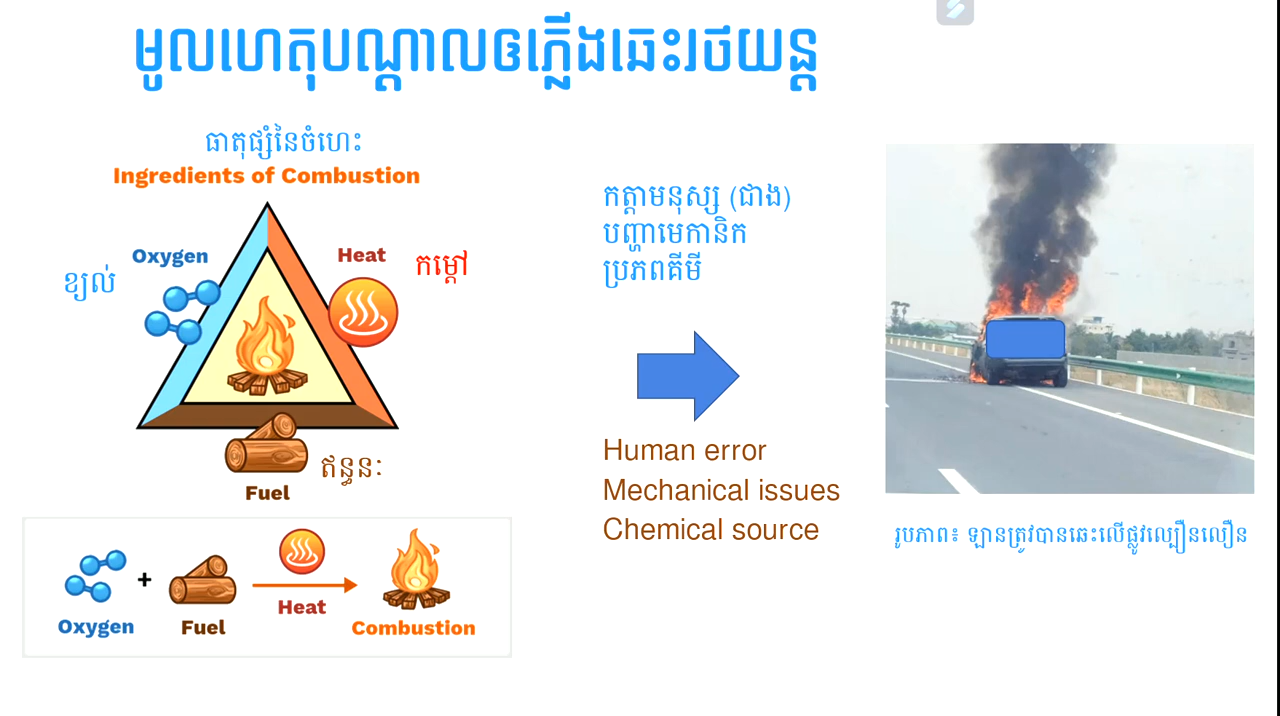 មូលហេតុបណ្តាលឲភ្លើងឆេះរថយន្ត
ធាតុផ្សំនៃចំហេះ
Ingredients of Combustion
Oxygen
ខ្យល់
Heat
កម្តៅ
Fuel
ឥន្ធនៈ
Oxygen
+
Fuel
Heat
Combustion
កត្តាមនុស្ស (ជាង)
បញ្ហាមេកានិក
ប្រភពគីមី
Human error
Mechanical issues
Chemical source
រូបភាព៖ ឡានត្រូវបានឆេះលើផ្លូវល្បឿនលឿន